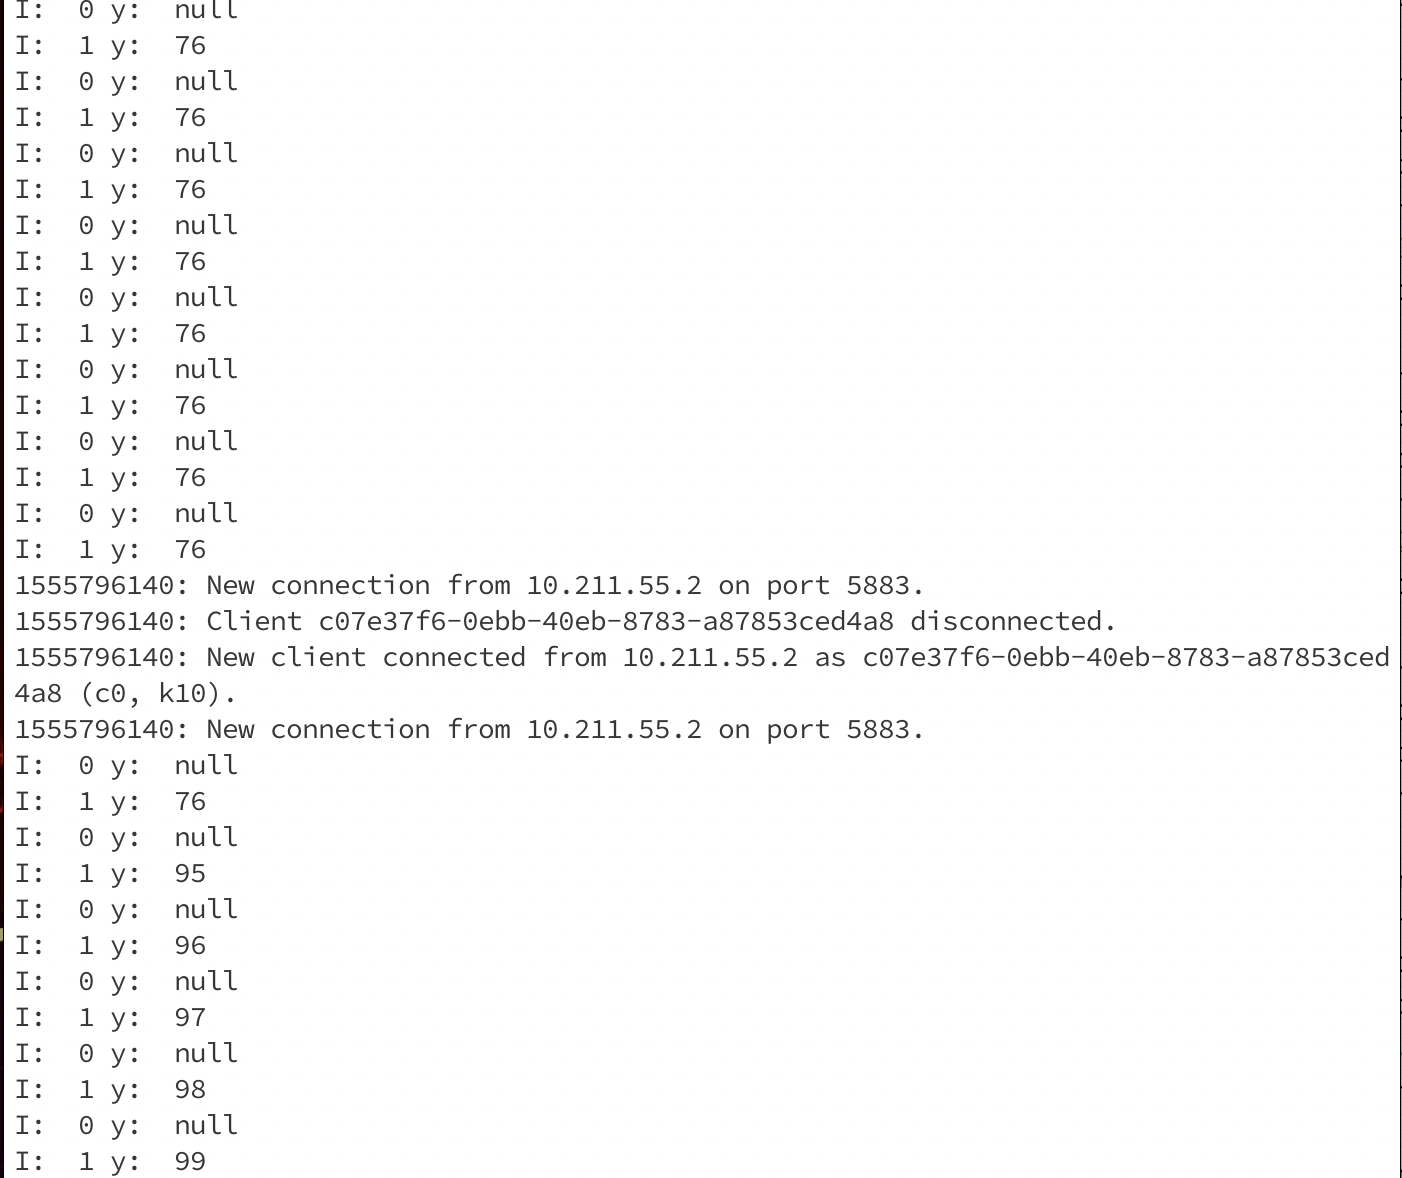 I:  0 y:  null
I:  1 y:  76
I:  0 y:  null
I:  1 y:  76
I:  0 y:  null
I:  1 y:  76
I:  0 y:  null
I:  1 y:  76
I:  0 y:  null
I:  1 y:  76
I:  0 y:  null
I:  1 y:  76
I:  0 y:  null
I:  1 y:  76
I:  0 y:  null
I:  1 y:  76
1555796140: New connection from 10.211.55.2 on port 5883.
1555796140: Client c07e37f6-0ebb-40eb-8783-a87853ced4a8 disconnected.
1555796140: New client connected from 10.211.55.2 as c07e37f6-0ebb-40eb-8783-a87853ced
4a8 (c0, k10).
1555796140: New connection from 10.211.55.2 on port 5883.
I:  0 y:  null
I:  1 y:  76
I:  0 y:  null
I:  1 y:  95
I:  0 y:  null
I:  1 y:  96
I:  0 y:  null
I:  1 y:  97
I:  0 y:  null
I:  1 y:  98
I:  0 y:  null
I:  1 y:  99